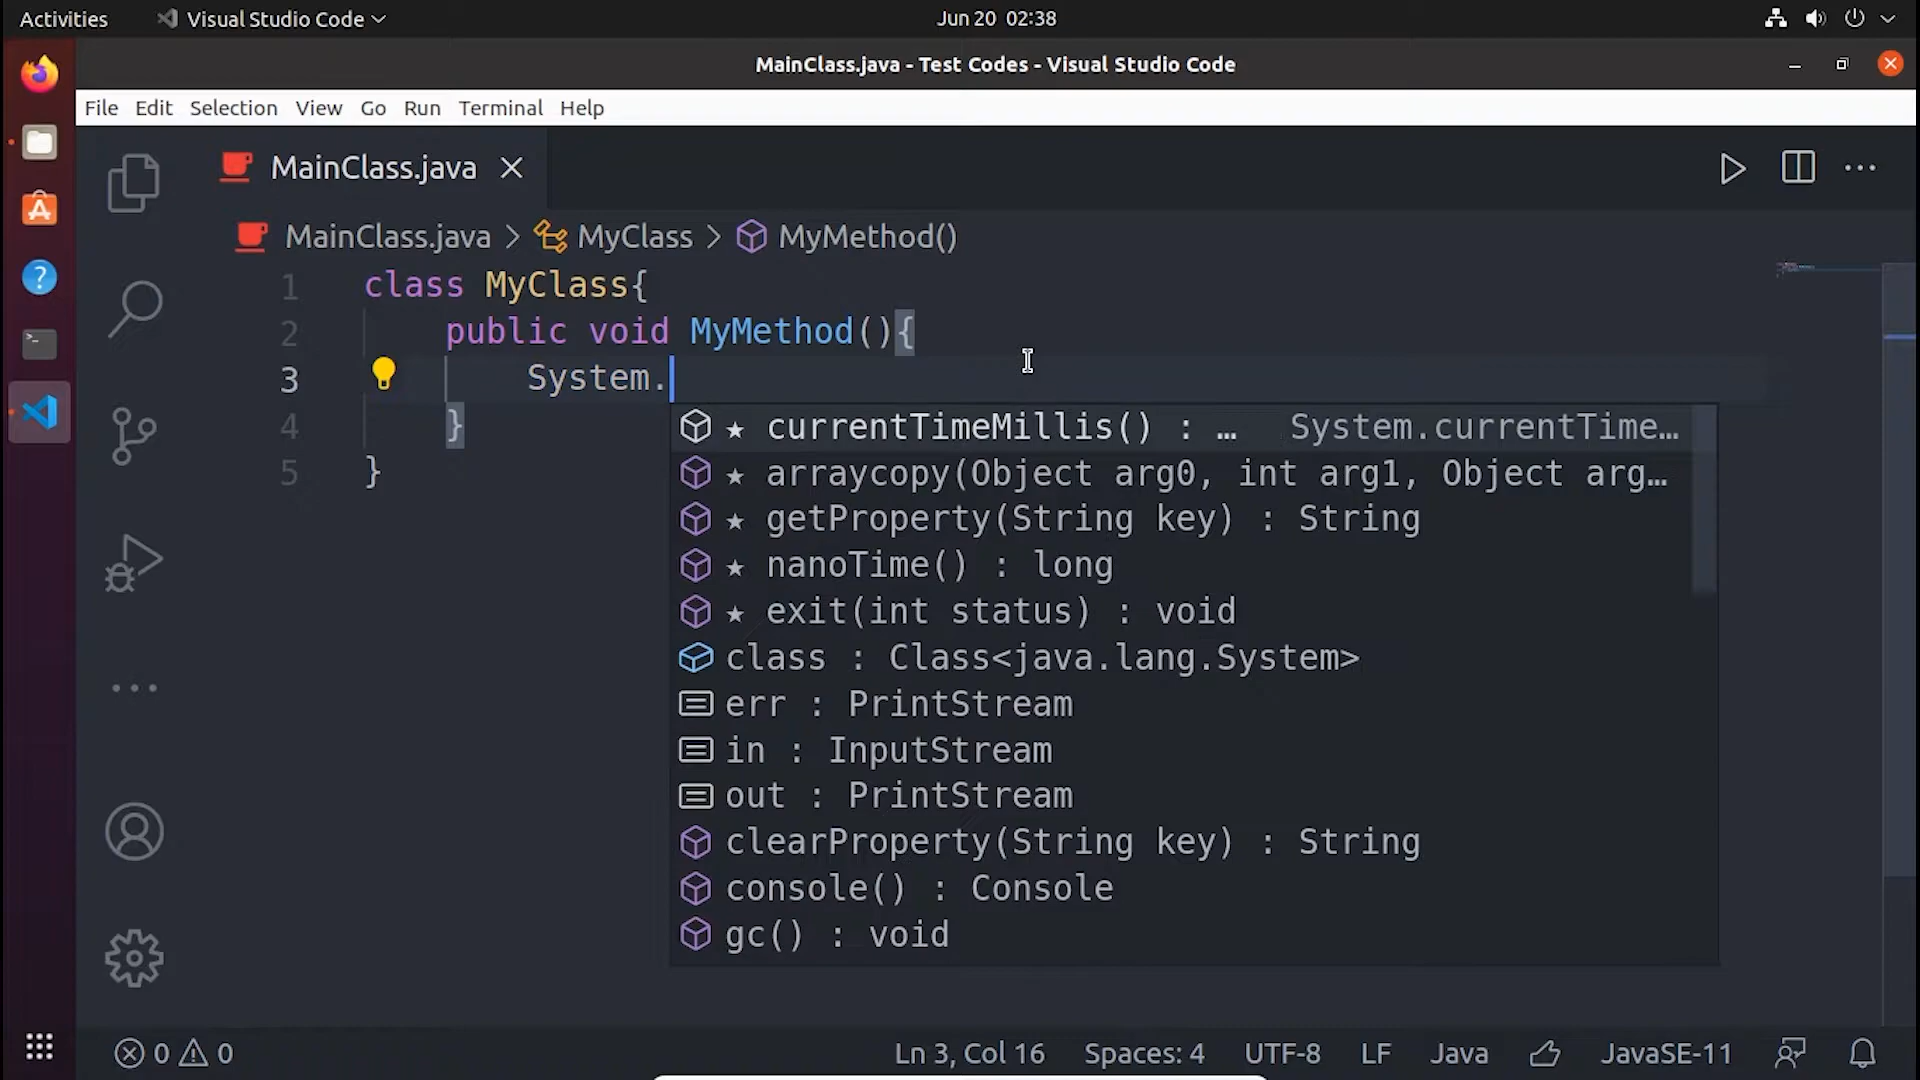 Activities
Visual Studio Code
Jun 20 02:38
MainClass.java - Test Codes - Visual Studio Code
File Edit Selection View Go Run Terminal Help
MainClass.java
MainClass.java > MyClass > MyMethod()
1 class MyClass{
2 public void MyMethod(){
3 System.
4 }
5 }
★ currentTimeMillis() : … System.currentTime…
★ arraycopy(Object arg0, int arg1, Object arg…
★ getProperty(String key) : String
★ nanoTime() : long
★ exit(int status) : void
class : Class<java.lang.System>
err : PrintStream
in : InputStream
out : PrintStream
clearProperty(String key) : String
console() : Console
gc() : void
0 0 Ln 3, Col 16 Spaces: 4 UTF-8 LF Java JavaSE-11